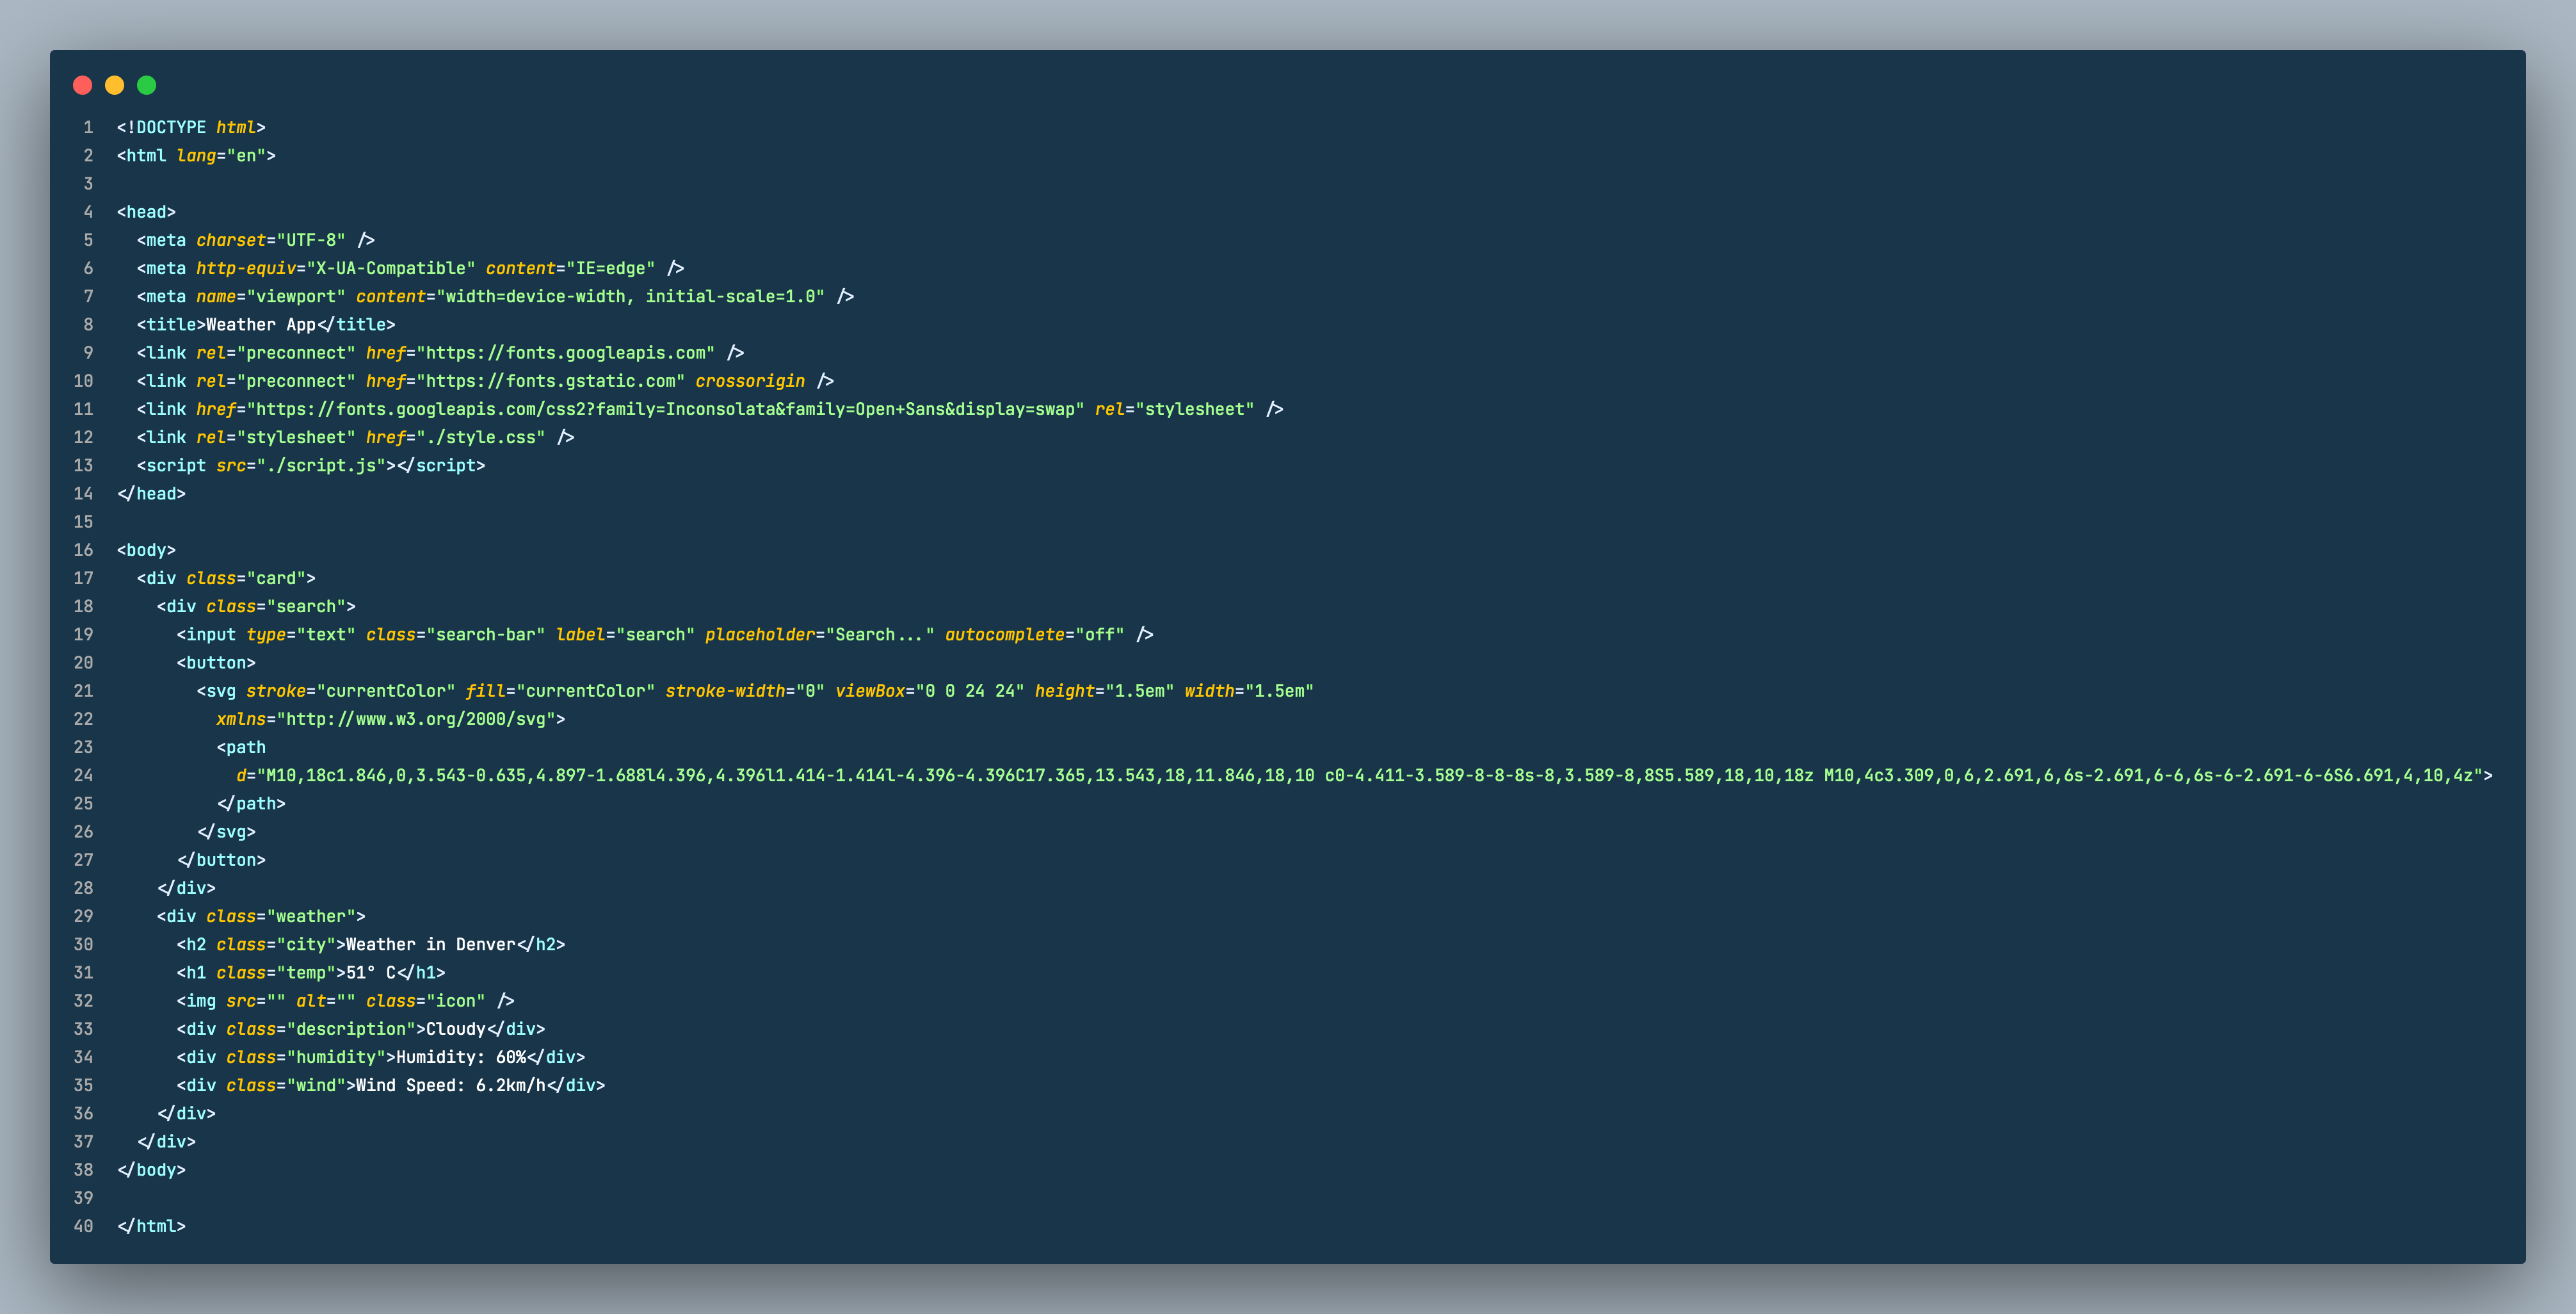 1 <!DOCTYPE html>
2 <html lang="en">
3
4 <head>
5   <meta charset="UTF-8" />
6   <meta http-equiv="X-UA-Compatible" content="IE=edge" />
7   <meta name="viewport" content="width=device-width, initial-scale=1.0" />
8   <title>Weather App</title>
9   <link rel="preconnect" href="https://fonts.googleapis.com" />
10   <link rel="preconnect" href="https://fonts.gstatic.com" crossorigin />
11   <link href="https://fonts.googleapis.com/css2?family=Inconsolata&family=Open+Sans&display=swap" rel="stylesheet" />
12   <link rel="stylesheet" href="./style.css" />
13   <script src="./script.js"></script>
14 </head>
15
16 <body>
17   <div class="card">
18     <div class="search">
19       <input type="text" class="search-bar" label="search" placeholder="Search..." autocomplete="off" />
20       <button>
21         <svg stroke="currentColor" fill="currentColor" stroke-width="0" viewBox="0 0 24 24" height="1.5em" width="1.5em"
22           xmlns="http://www.w3.org/2000/svg">
23           <path
24             d="M10,18c1.846,0,3.543-0.635,4.897-1.688l4.396,4.396l1.414-1.414l-4.396-4.396C17.365,13.543,18,11.846,18,10 c0-4.411-3.589-8-8-8s-8,3.589-8,8S5.589,18,10,18z M10,4c3.309,0,6,2.691,6,6s-2.691,6-6,6s-6-2.691-6-6S6.691,4,10,4z">
25           </path>
26         </svg>
27       </button>
28     </div>
29     <div class="weather">
30       <h2 class="city">Weather in Denver</h2>
31       <h1 class="temp">51° C</h1>
32       <img src="" alt="" class="icon" />
33       <div class="description">Cloudy</div>
34       <div class="humidity">Humidity: 60%</div>
35       <div class="wind">Wind Speed: 6.2km/h</div>
36     </div>
37   </div>
38 </body>
39
40 </html>